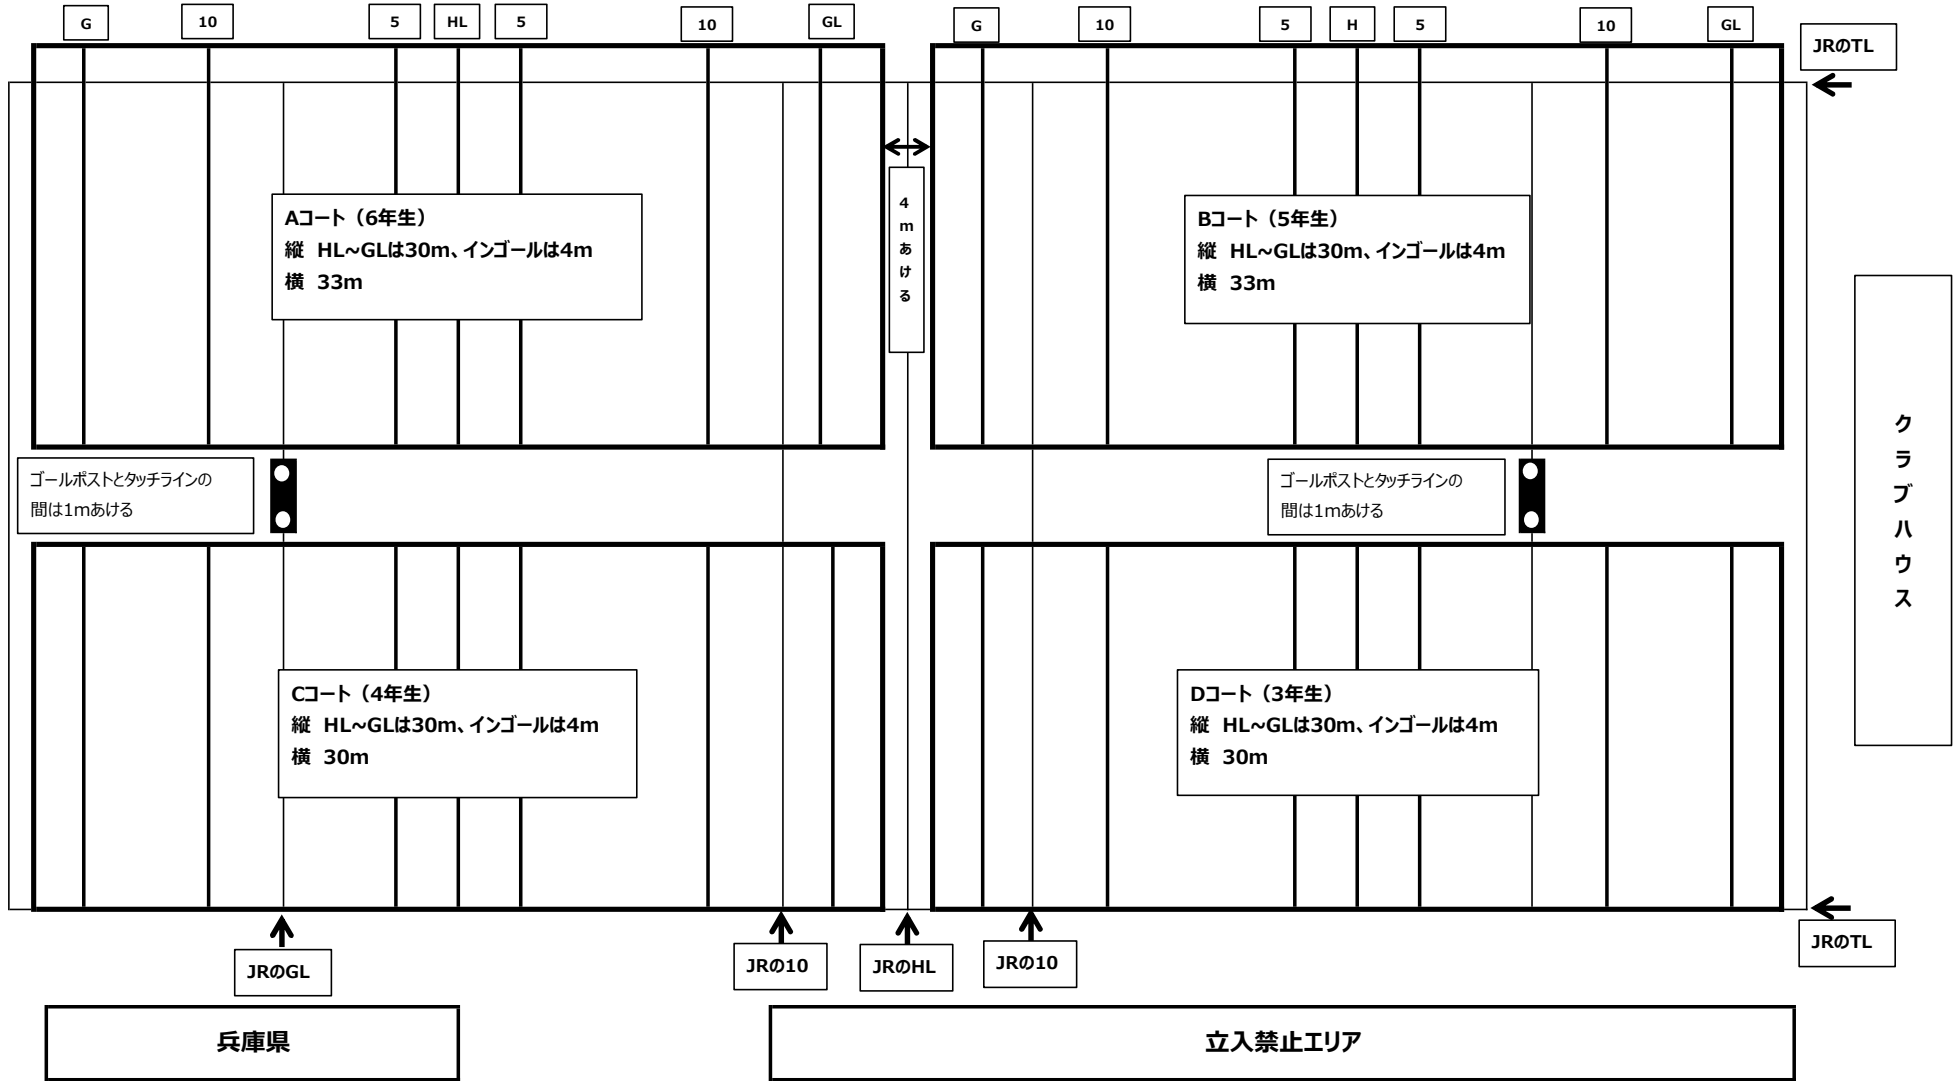 G
10
5
HL
5
10
GL
G
10
5
H
5
10
GL
JRのTL
Aコート（6年生）
縦 HL~GLは30m、インゴールは4m
横 33m
4mあける
Bコート（5年生）
縦 HL~GLは30m、インゴールは4m
横 33m
クラブハウス
ゴールポストとタッチラインの
間は1mあける
ゴールポストとタッチラインの
間は1mあける
Cコート（4年生）
縦 HL~GLは30m、インゴールは4m
横 30m
Dコート（3年生）
縦 HL~GLは30m、インゴールは4m
横 30m
JRのGL
JRの10
JRのHL
JRの10
JRのTL
兵庫県
立入禁止エリア